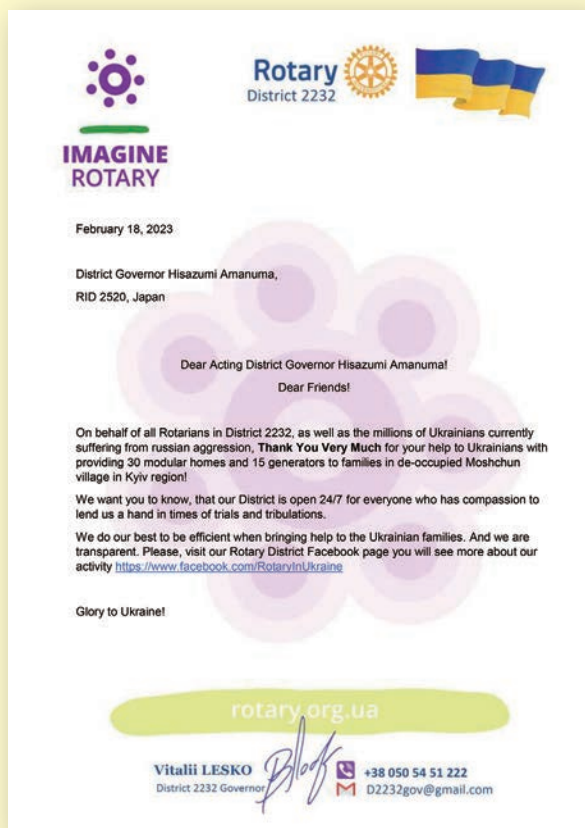 Rotary
District 2232
IMAGINE
ROTARY
February 18, 2023
District Governor Hisazumi Amanuma,
RID 2520, Japan
Dear Acting District Governor Hisazumi Amanuma!
Dear Friends!
On behalf of all Rotarians in District 2232, as well as the millions of Ukrainians currently
suffering from russian aggression, Thank You Very Much for your help to Ukrainians with
providing 30 modular homes and 15 generators to families in de-occupied Moshchun
village in Kyiv region!
We want you to know, that our District is open 24/7 for everyone who has compassion to
lend us a hand in times of trials and tribulations.
We do our best to be efficient when bringing help to the Ukrainian families. And we are
transparent. Please, visit our Rotary District Facebook page you will see more about our
activity https://www.facebook.com/RotaryInUkraine
Glory to Ukraine!
rotary.org.ua
Vitalii LESKO
District 2232 Governor
+38 050 54 51 222
D2232gov@gmail.com